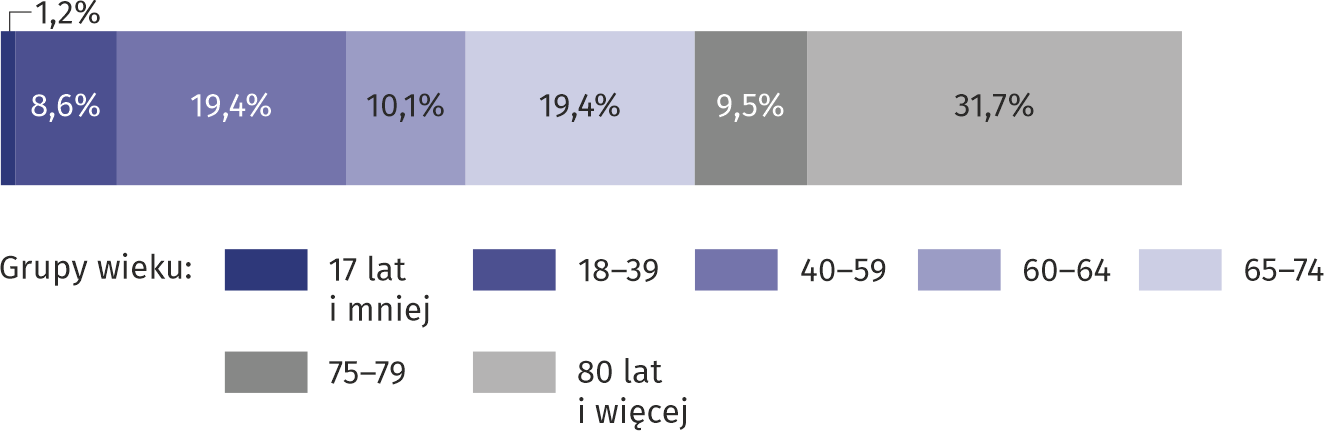 1,2%
8,6% 19,4% 10,1% 19,4% 9,5% 31,7%
Grupy wieku: 17 lat i mniej 18–39 40–59 60–64 65–74
75–79 80 lat i więcej